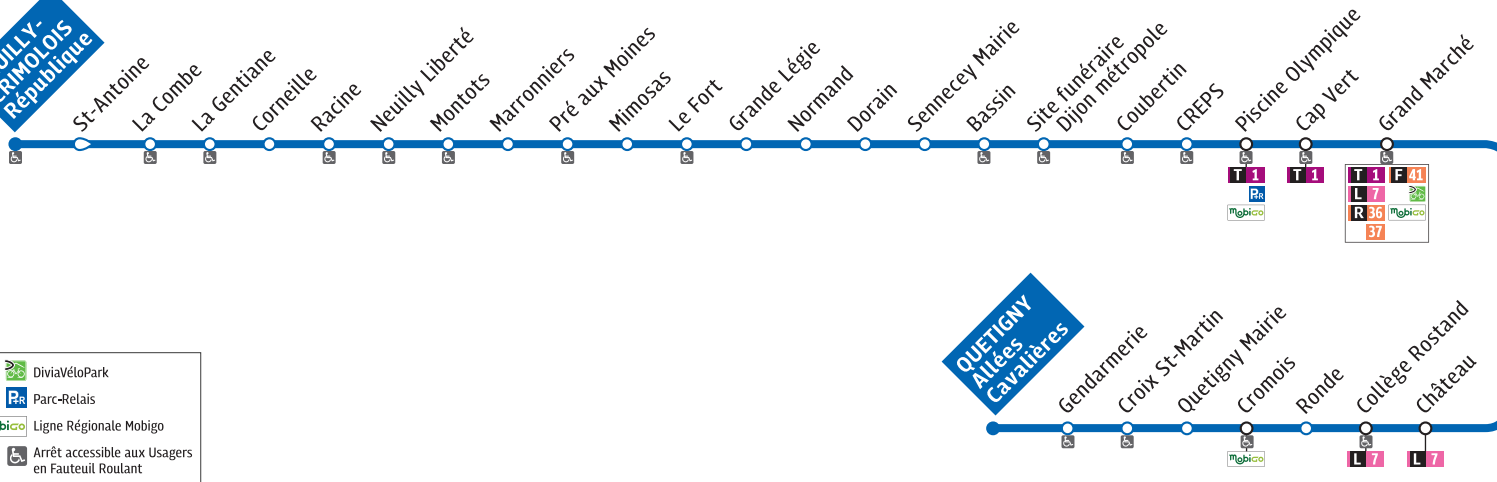 République
St-Antoine
La Combe
La Gentiane
Corneille
Racine
Neuilly Liberté
Montots
Marronniers
Pré aux Moines
Mimosas
Le Fort
Grande Légie
Normand
Dorain
Sennecey Mairie
Bassin
Site funéraire
Dijon métropole
Coubertin
CREPS
Piscine Olympique
Cap Vert
Grand Marché
T 1
P+R
mobiGo
T 1
T 1 F 41
L 7
R 36 mobiGo
37
QUETIGNY
Allées
Cavalières
Gendarmerie
Croix St-Martin
Quetigny Mairie
Cromois
Ronde
Collège Rostand
Château
mobiGo
L 7
L 7
DiviaVéloPark
P+R Parc-Relais
Ligne Régionale Mobigo
Arrêt accessible aux Usagers
en Fauteuil Roulant